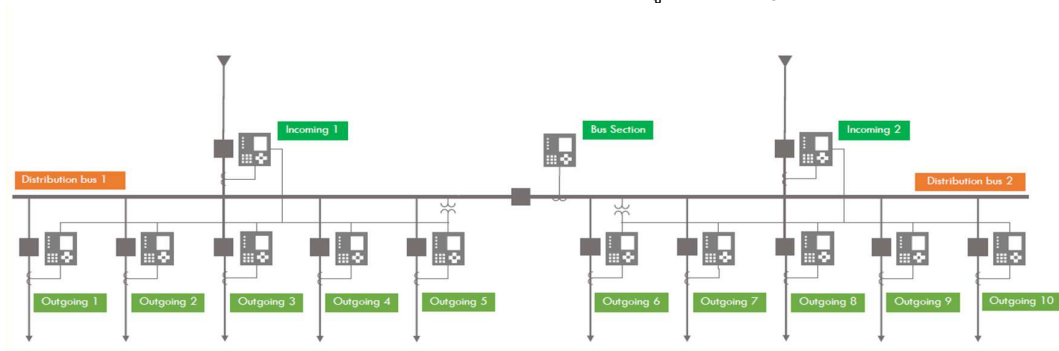 Incoming 1
Bus Section
Incoming 2
Distribution bus 1
Distribution bus 2
Outgoing 1
Outgoing 2
Outgoing 3
Outgoing 4
Outgoing 5
Outgoing 6
Outgoing 7
Outgoing 8
Outgoing 9
Outgoing 10